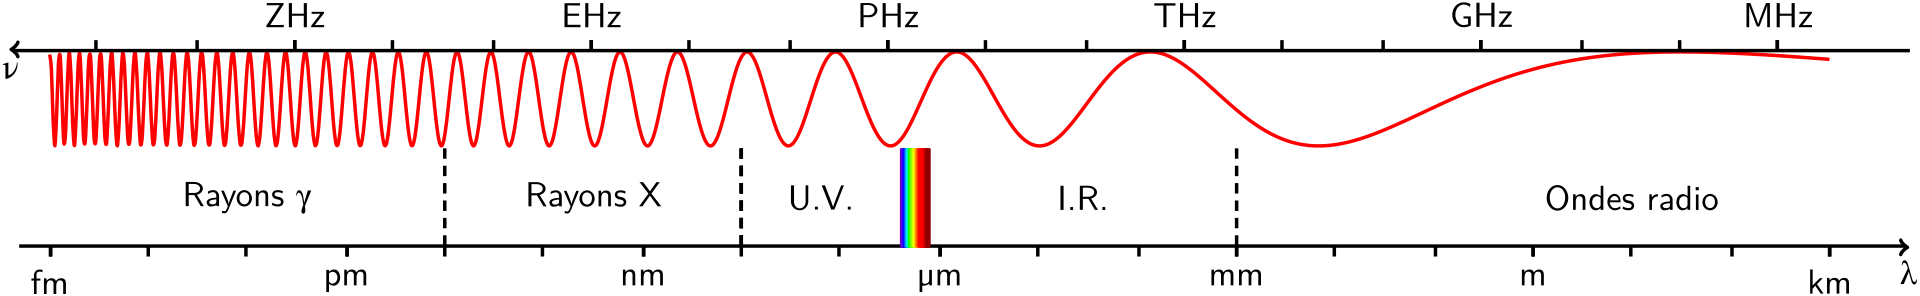 ZHz EHz PHz THz GHz MHz
ν
Rayons γ Rayons X U.V. I.R. Ondes radio
fm pm nm μm mm m km λ